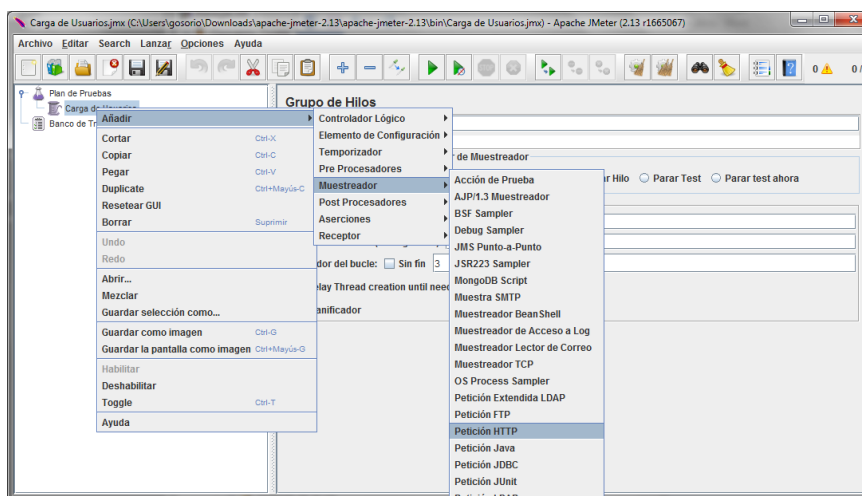 Carga de Usuarios.jmx (C:\Users\gosorio\Downloads\apache-jmeter-2.13\apache-jmeter-2.13\bin\Carga de Usuarios.jmx) - Apache JMeter (2.13 r1665067)
Archivo Editar Search Lanzar Opciones Ayuda
0 0/
Plan de Pruebas
Carga de Usuarios
Banco de Tr
Grupo de Hilos
de Muestreador
ar Hilo Parar Test Parar test ahora
dor del bucle: Sin fin 3
lay Thread creation until need
anificador
Añadir
Cortar Ctrl-X
Copiar Ctrl-C
Pegar Ctrl-V
Duplicate Ctrl+Mayús-C
Resetear GUI
Borrar Suprimir
Undo
Redo
Abrir...
Mezclar
Guardar selección como...
Guardar como imagen Ctrl-G
Guardar la pantalla como imagen Ctrl+Mayús-G
Habilitar
Deshabilitar
Toggle Ctrl-T
Ayuda
Controlador Lógico
Elemento de Configuración
Temporizador
Pre Procesadores
Muestreador
Post Procesadores
Aserciones
Receptor
Acción de Prueba
AJP/1.3 Muestreador
BSF Sampler
Debug Sampler
JMS Punto-a-Punto
JSR223 Sampler
MongoDB Script
Muestra SMTP
Muestreador BeanShell
Muestreador de Acceso a Log
Muestreador Lector de Correo
Muestreador TCP
OS Process Sampler
Petición Extendida LDAP
Petición FTP
Petición HTTP
Petición Java
Petición JDBC
Petición JUnit